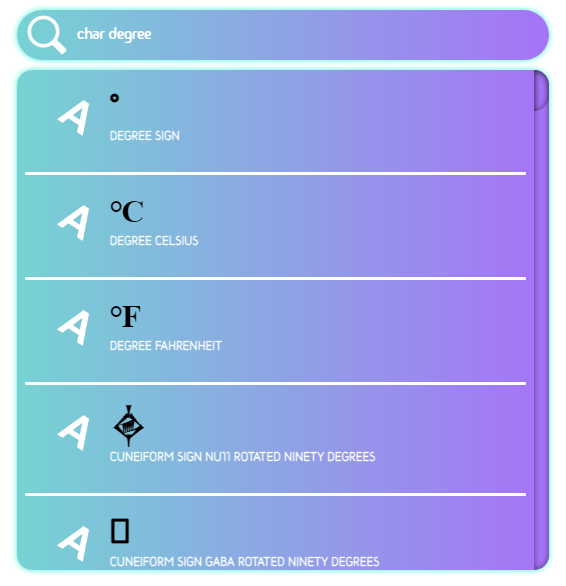 char degree
°
DEGREE SIGN
℃
DEGREE CELSIUS
℉
DEGREE FAHRENHEIT
CUNEIFORM SIGN NU11 ROTATED NINETY DEGREES
CUNEIFORM SIGN GABA ROTATED NINETY DEGREES